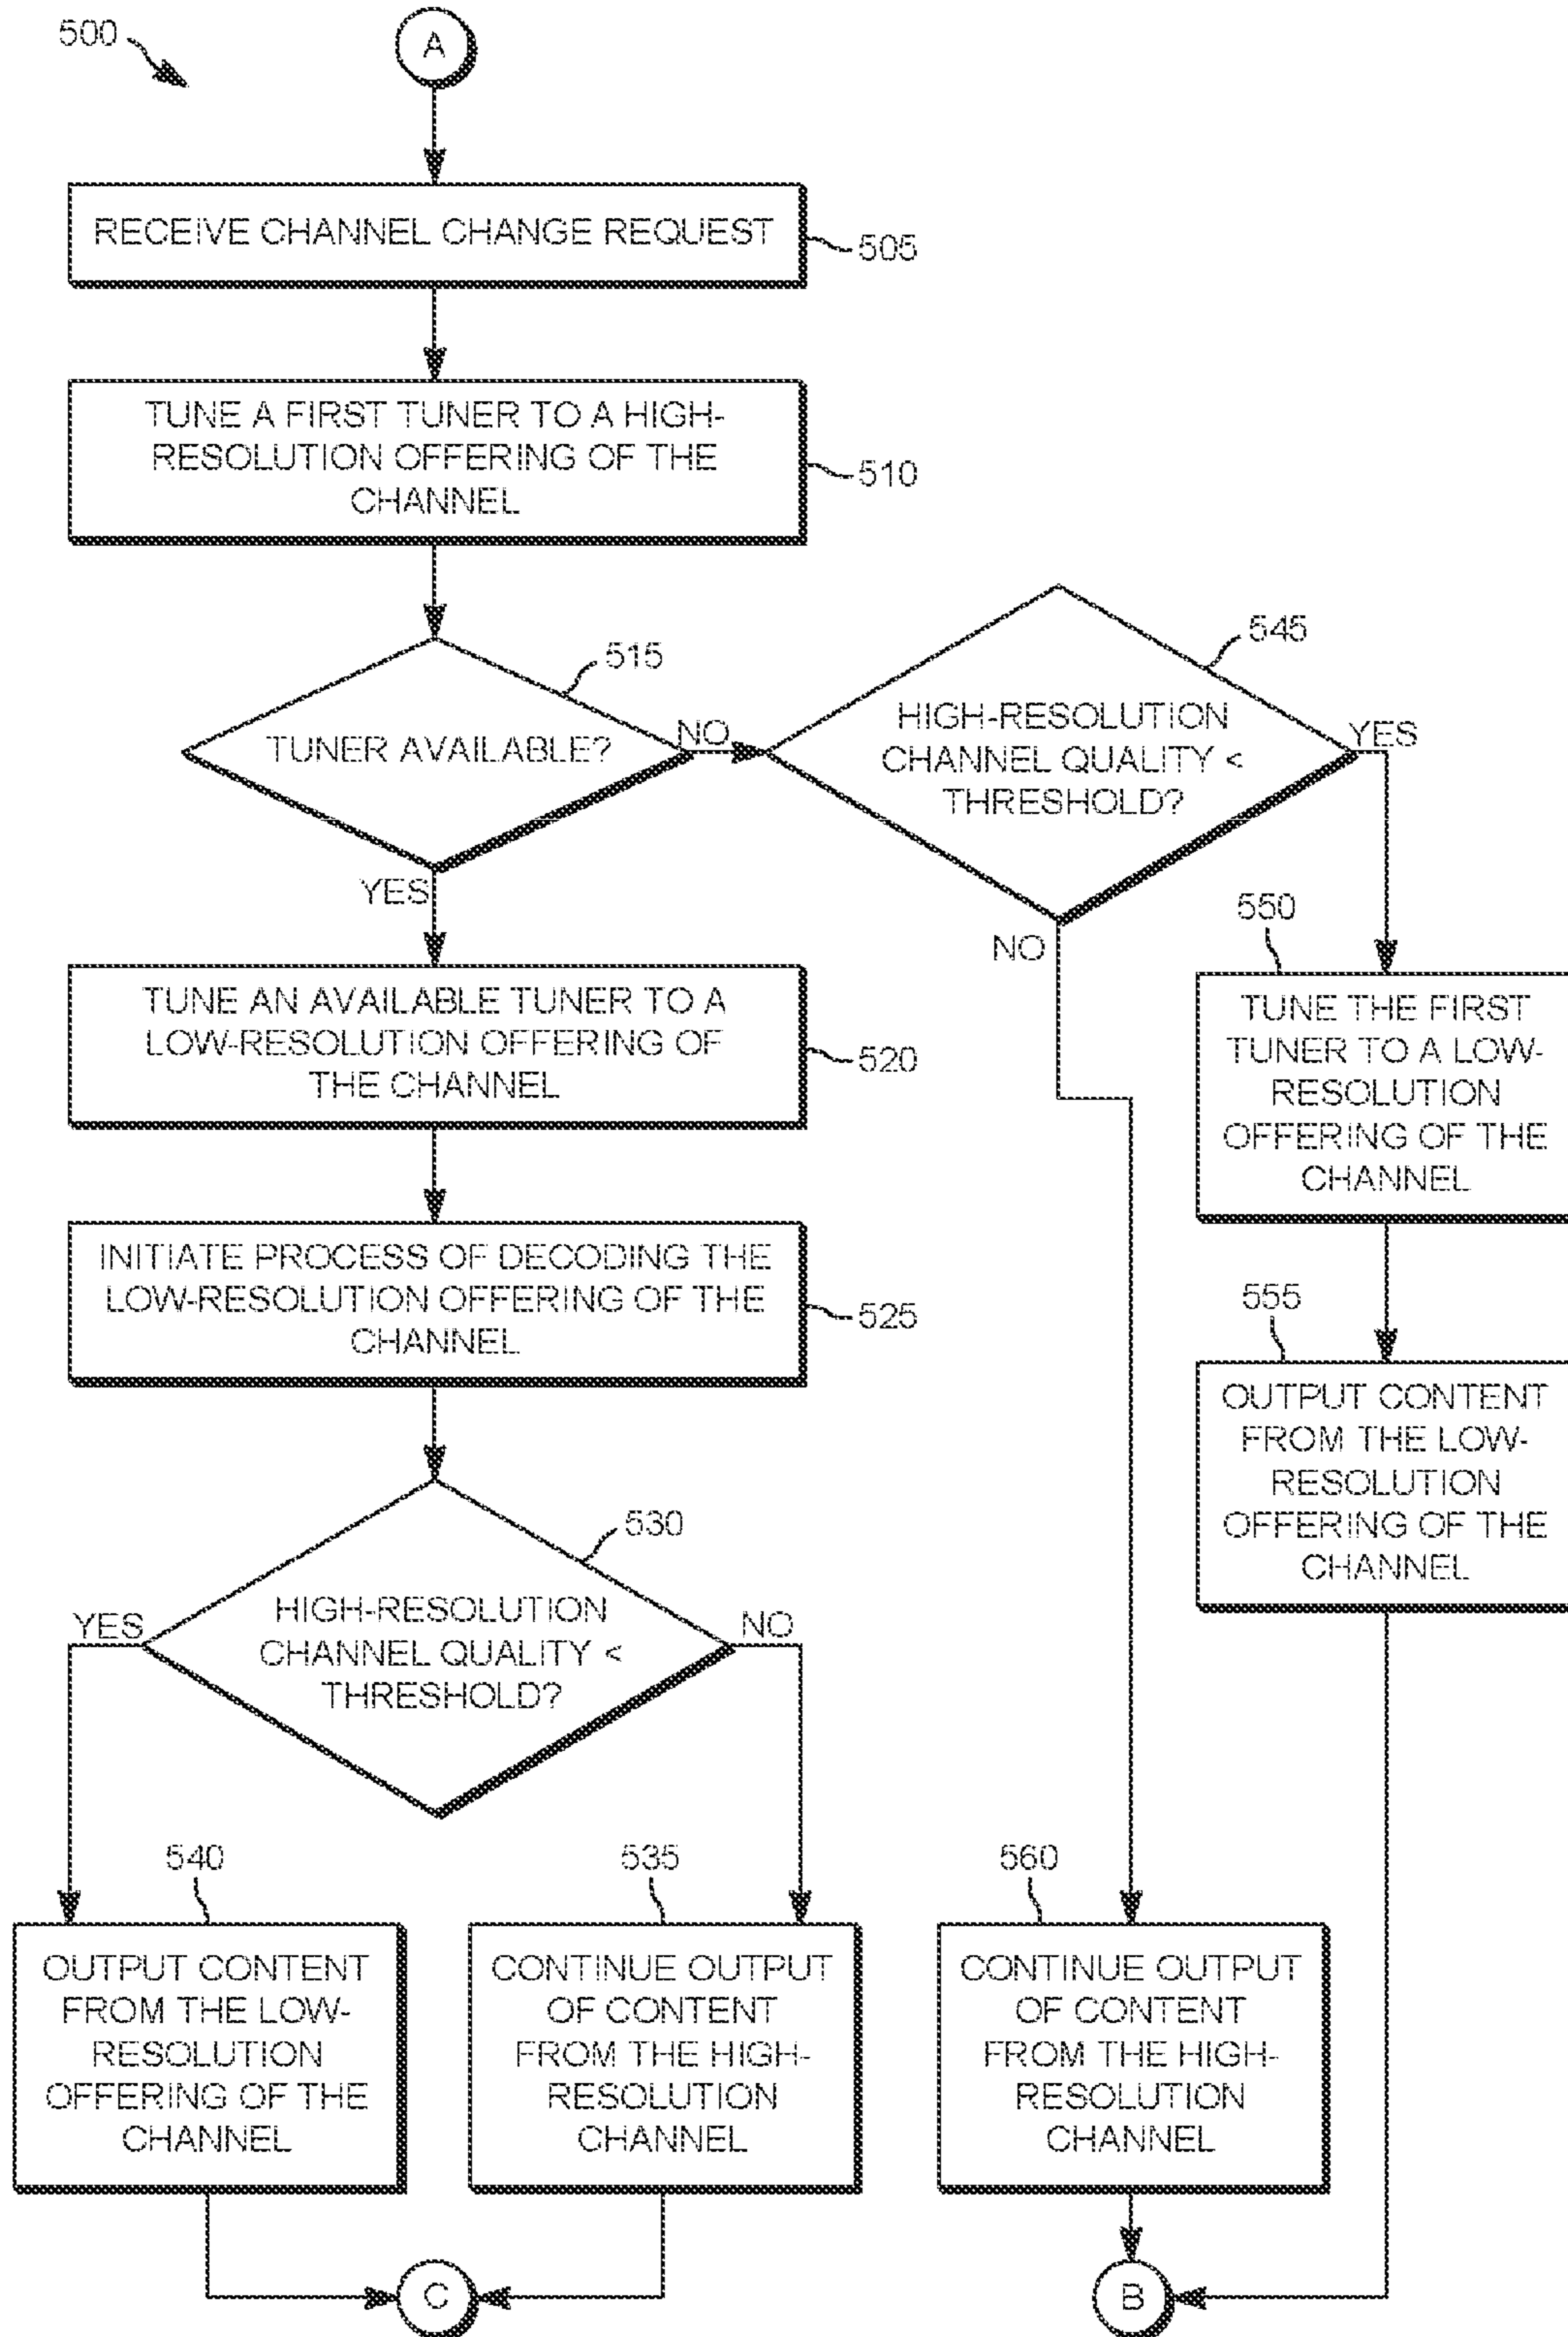 500
A
RECEIVE CHANNEL CHANGE REQUEST
505
TUNE A FIRST TUNER TO A HIGH-
RESOLUTION OFFERING OF THE
CHANNEL
510
515
TUNER AVAILABLE?
NO
YES
545
HIGH-RESOLUTION
CHANNEL QUALITY <
THRESHOLD?
YES
NO
TUNE AN AVAILABLE TUNER TO A
LOW-RESOLUTION OFFERING OF
THE CHANNEL
520
550
TUNE THE FIRST
TUNER TO A LOW-
RESOLUTION
OFFERING OF THE
CHANNEL
INITIATE PROCESS OF DECODING THE
LOW-RESOLUTION OFFERING OF THE
CHANNEL
525
555
OUTPUT CONTENT
FROM THE LOW-
RESOLUTION
OFFERING OF THE
CHANNEL
530
HIGH-RESOLUTION
CHANNEL QUALITY <
THRESHOLD?
YES
NO
540
OUTPUT CONTENT
FROM THE LOW-
RESOLUTION
OFFERING OF THE
CHANNEL
535
CONTINUE OUTPUT
OF CONTENT
FROM THE HIGH-
RESOLUTION
CHANNEL
560
CONTINUE OUTPUT
OF CONTENT
FROM THE HIGH-
RESOLUTION
CHANNEL
C
B